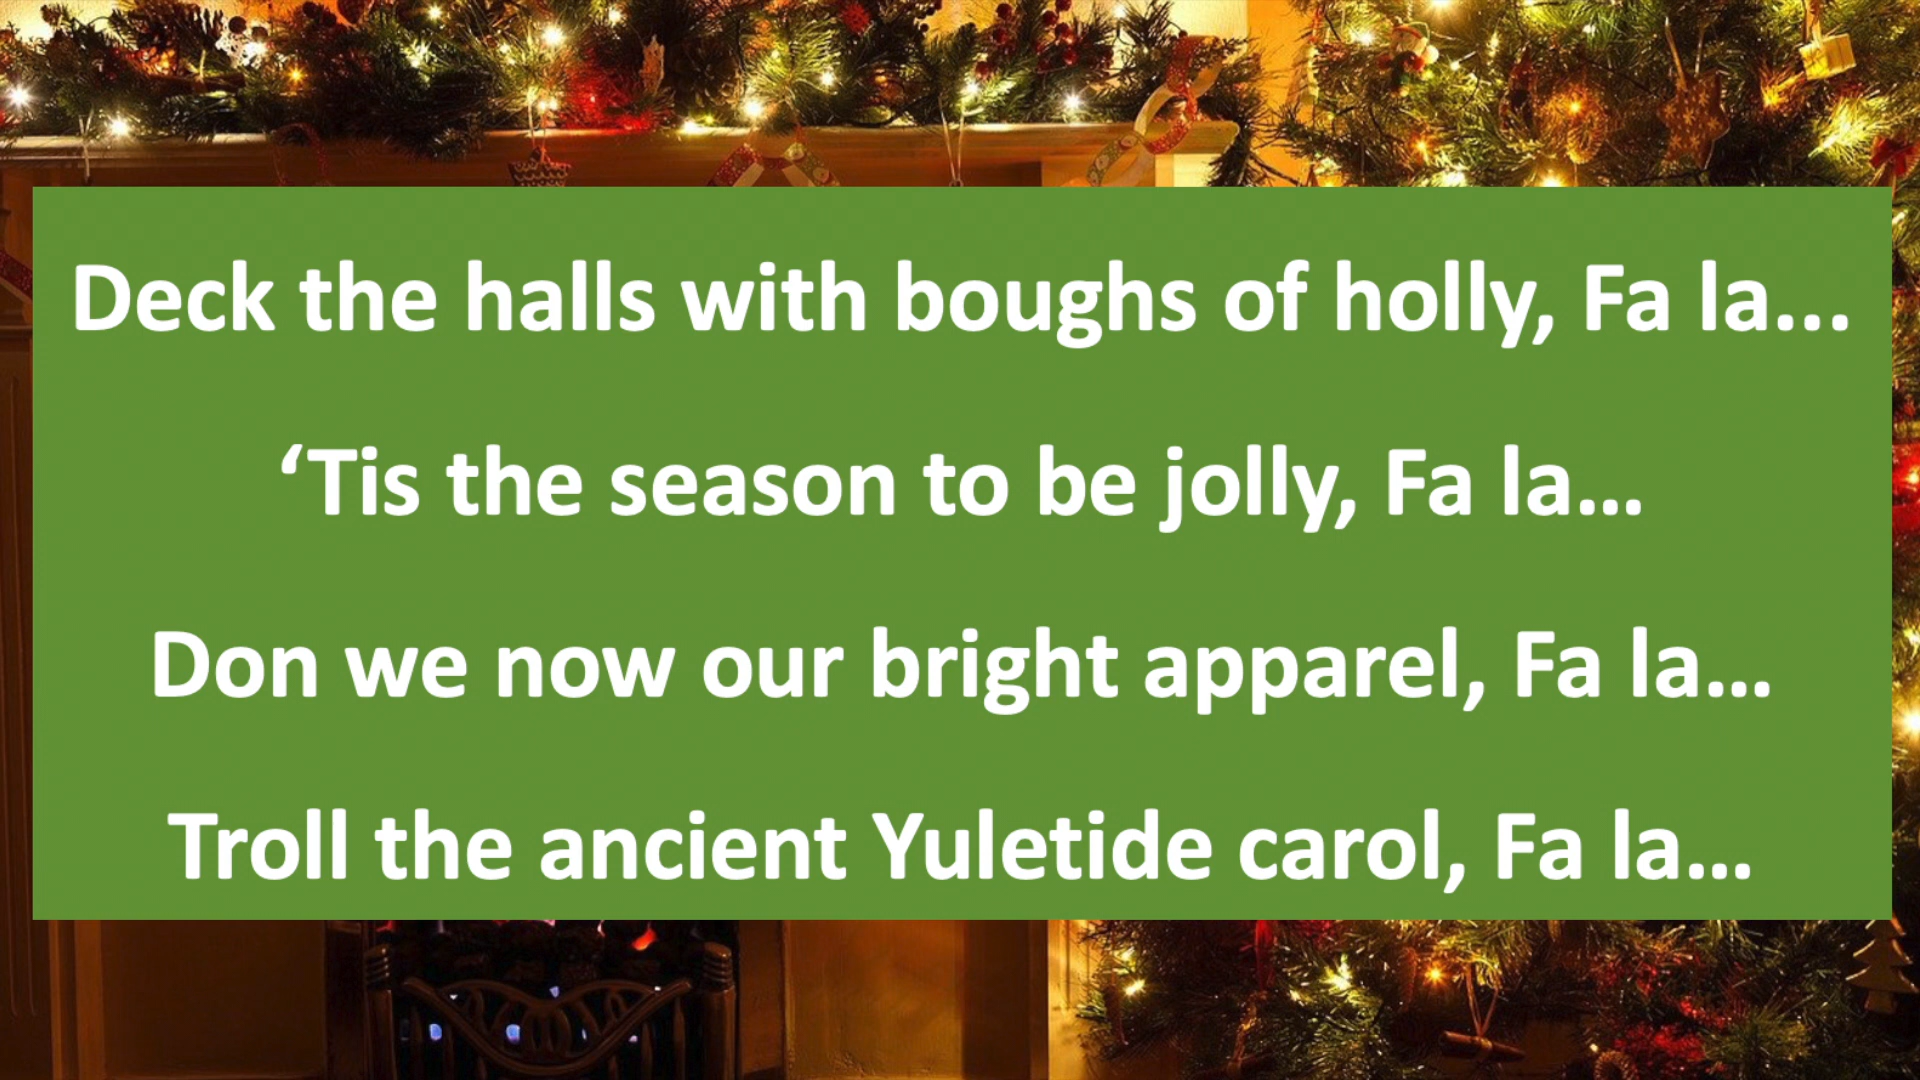 Deck the halls with boughs of holly, Fa la...
‘Tis the season to be jolly, Fa la...
Don we now our bright apparel, Fa la...
Troll the ancient Yuletide carol, Fa la...